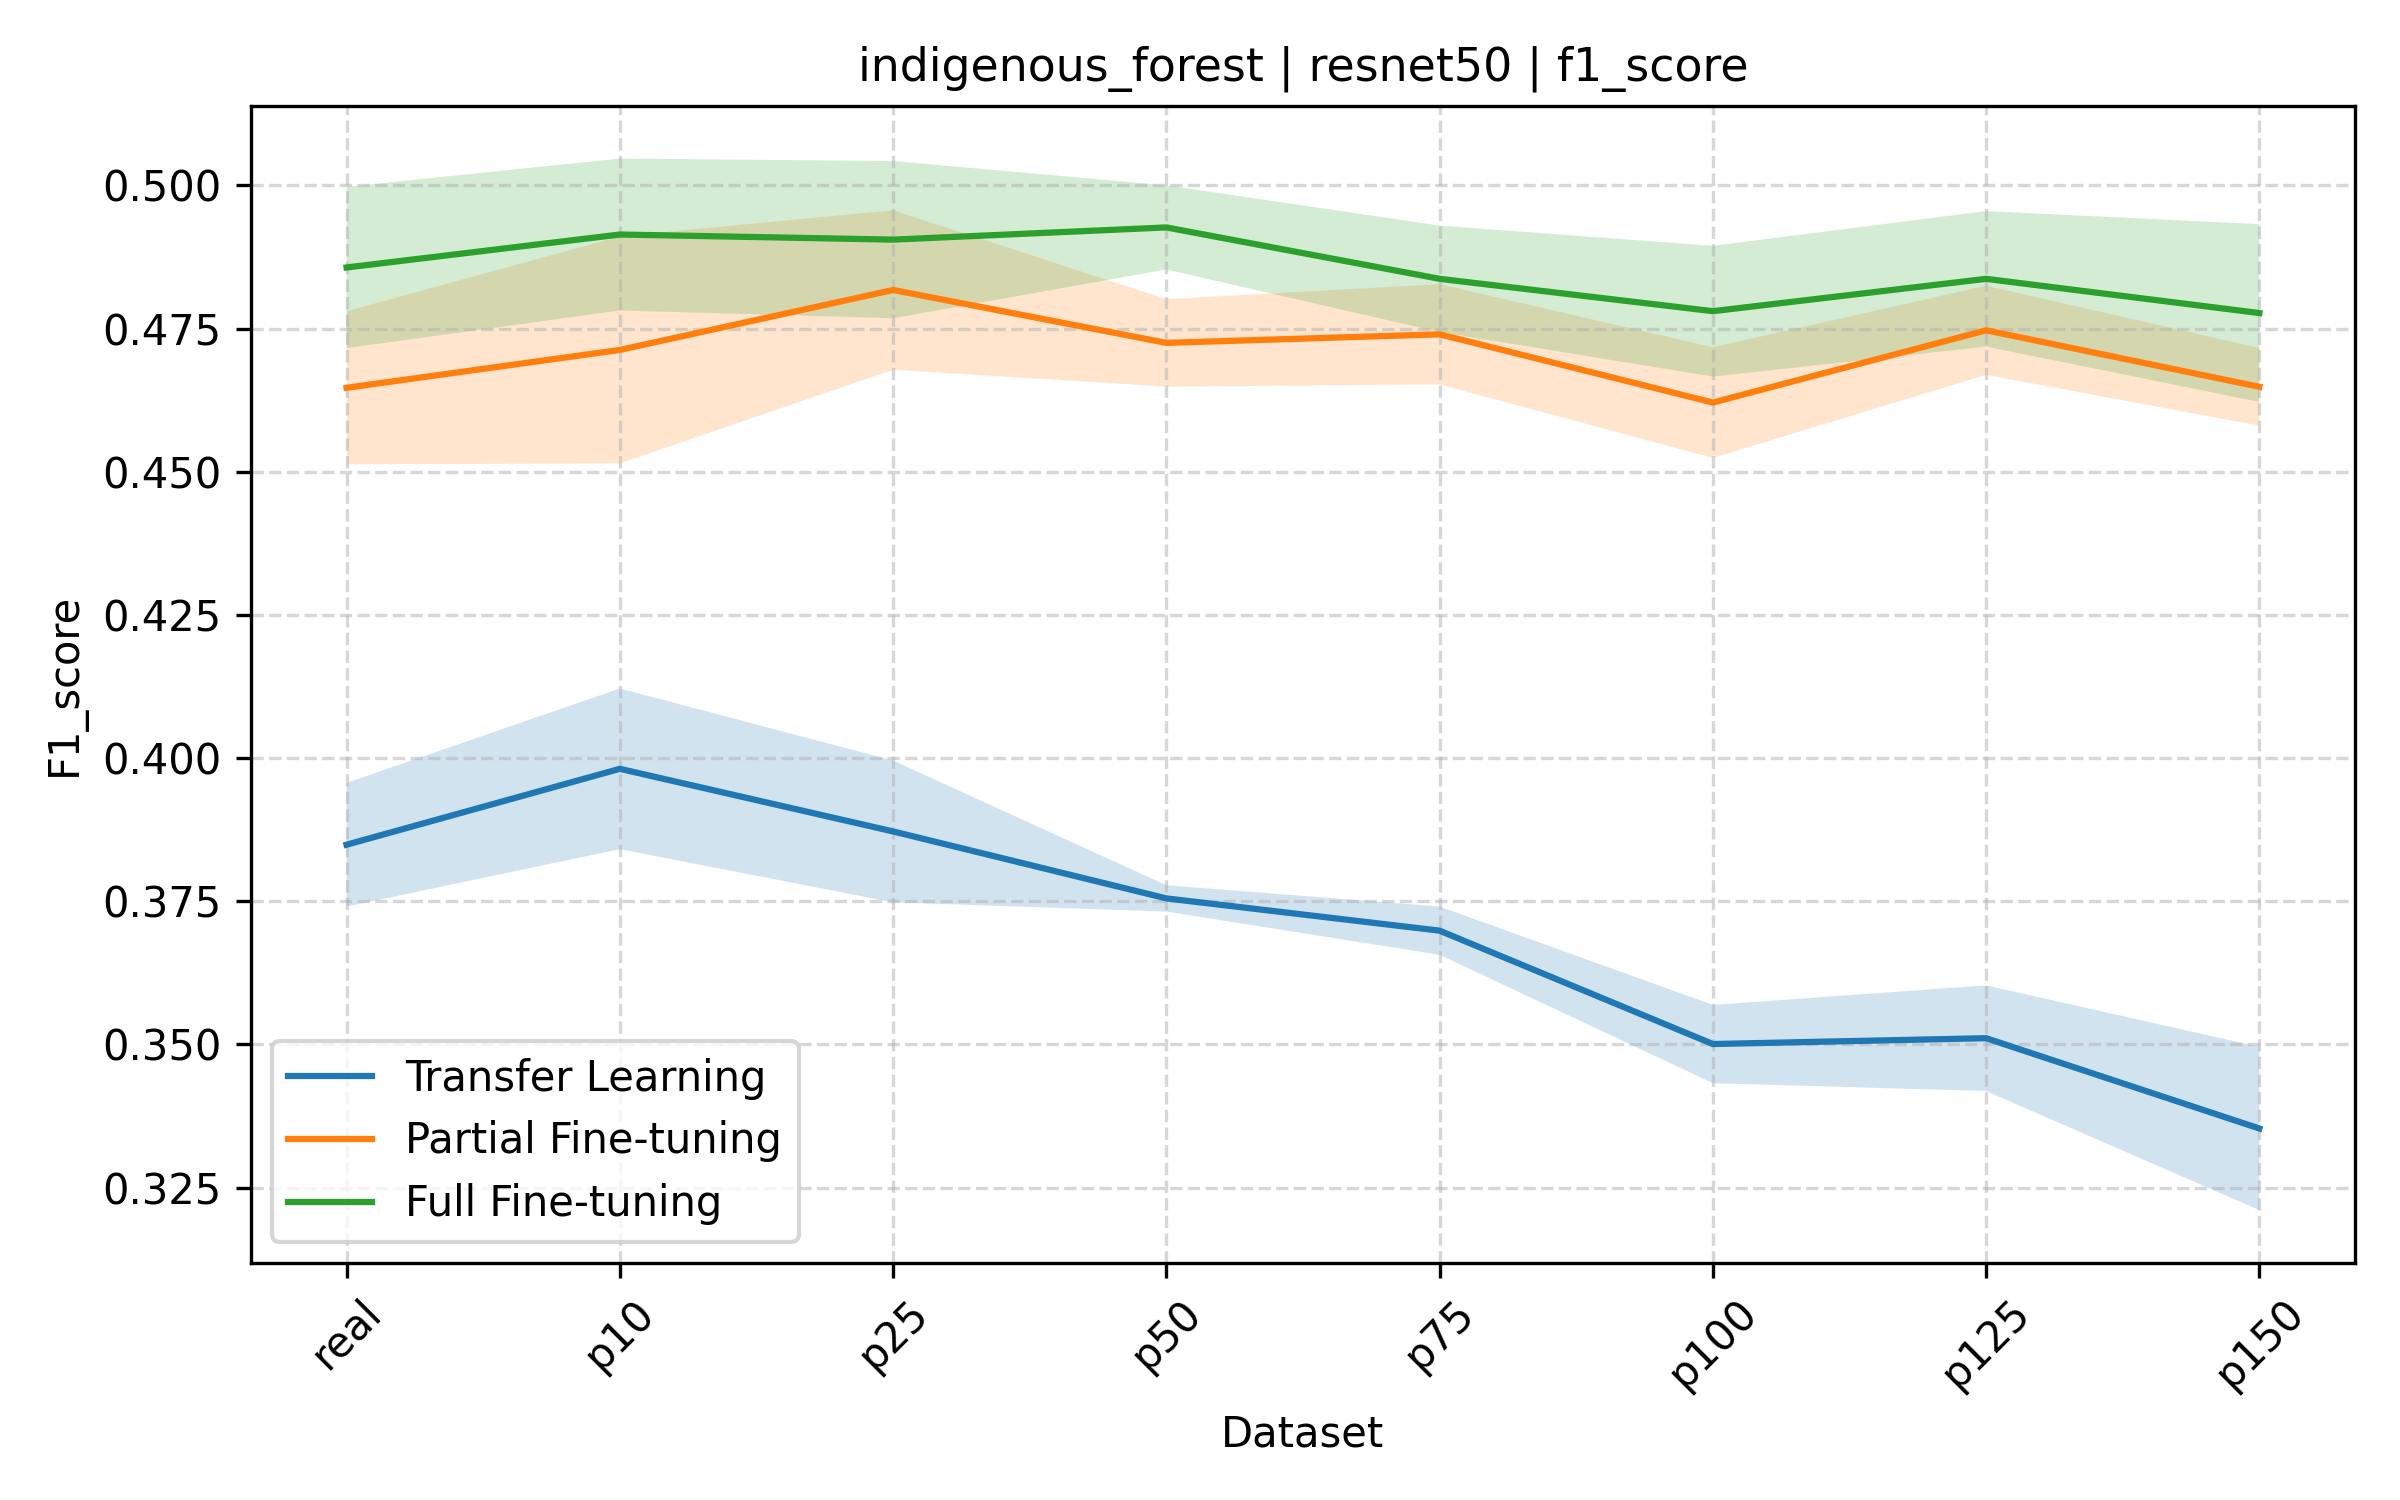 indigenous_forest | resnet50 | f1_score
F1_score
0.500
0.475
0.450
0.425
0.400
0.375
0.350
0.325
Transfer Learning
Partial Fine-tuning
Full Fine-tuning
real
p10
p25
p50
p75
p100
p125
p150
Dataset